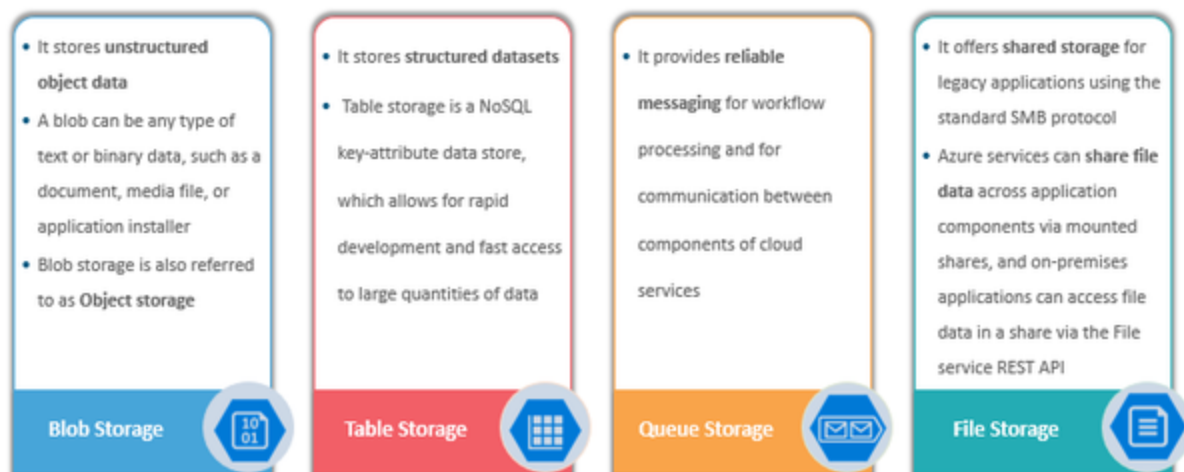 • It stores unstructured
object data
• A blob can be any type of
text or binary data, such as a
document, media file, or
application installer
• Blob storage is also referred
to as Object storage
Blob Storage
10
01
• It stores structured datasets
• Table storage is a NoSQL
key-attribute data store,
which allows for rapid
development and fast access
to large quantities of data
Table Storage
• It provides reliable
messaging for workflow
processing and for
communication between
components of cloud
services
Queue Storage
• It offers shared storage for
legacy applications using the
standard SMB protocol
• Azure services can share file
data across application
components via mounted
shares, and on-premises
applications can access file
data in a share via the File
service REST API
File Storage